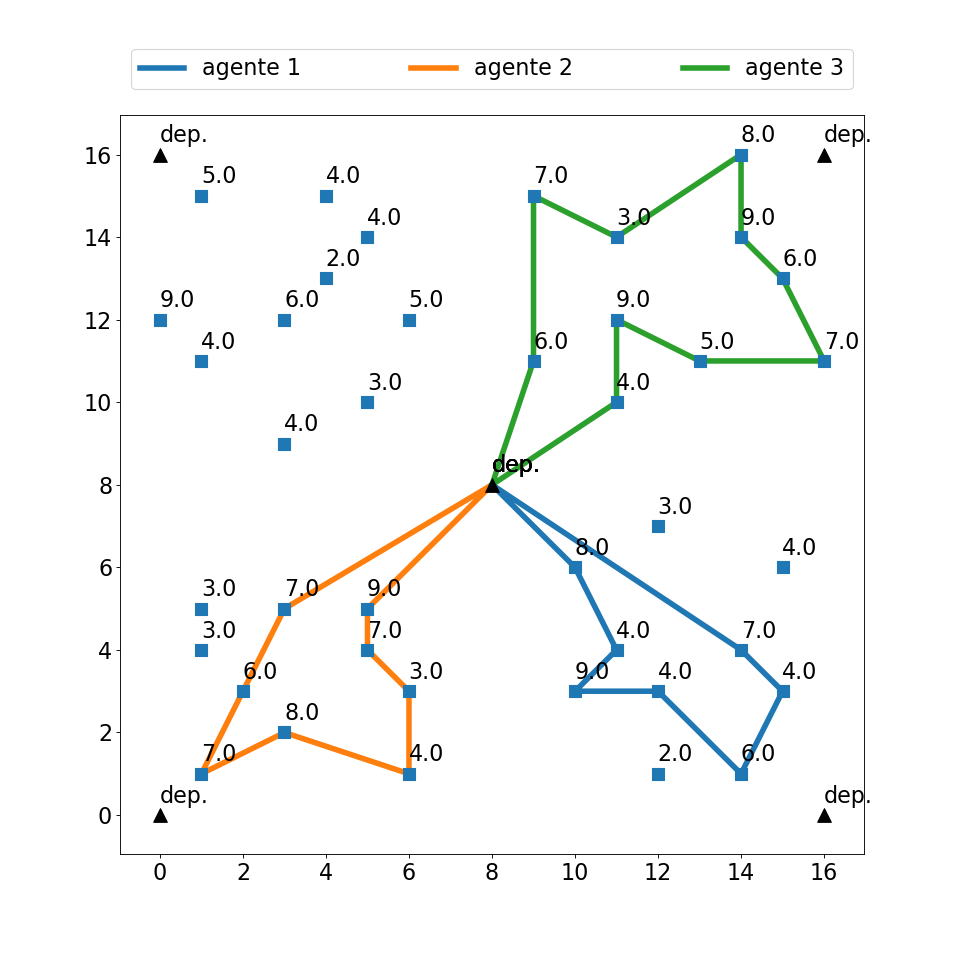 agente 1 agente 2 agente 3
dep. 8.0 dep.
16
5.0 4.0 7.0
4.0 3.0 9.0
14
2.0 6.0
9.0 6.0 5.0 9.0
12
4.0 6.0 5.0 7.0
3.0 4.0
10
4.0
dep.
8
3.0
8.0 4.0
6
3.0 7.0 9.0
3.0 7.0 4.0 7.0
4
6.0 3.0 9.0 4.0 4.0
8.0
2
7.0 4.0 2.0 6.0
dep. dep.
0
0 2 4 6 8 10 12 14 16